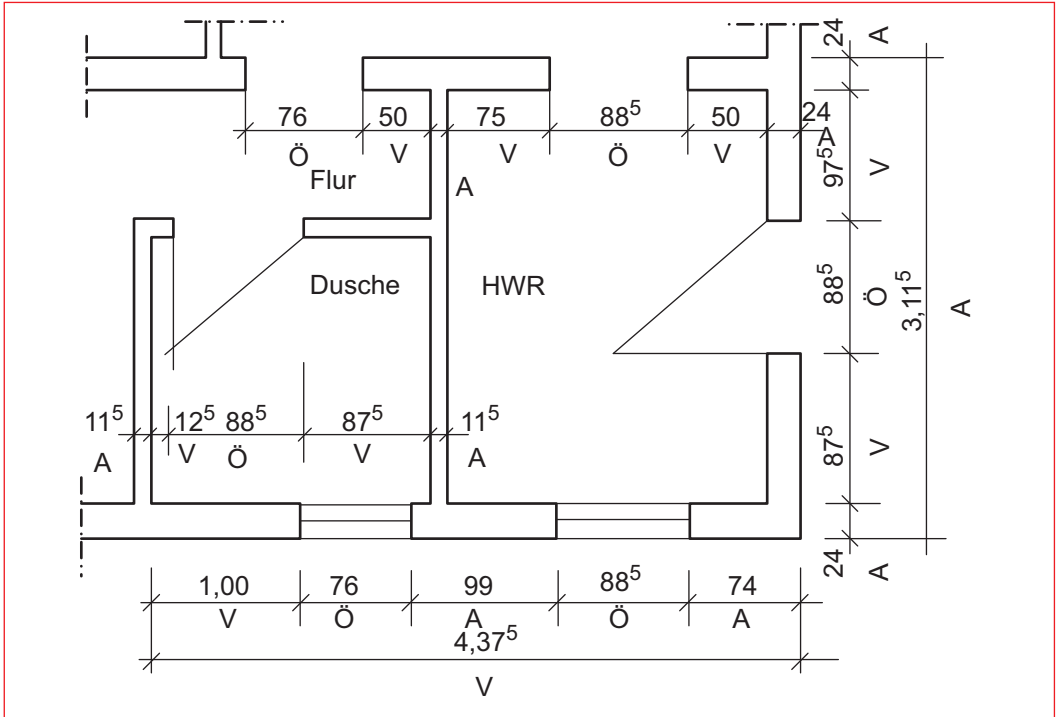 24
A
76
50
75
88⁵
50
24
A
Ö
V
V
Ö
V
97⁵
V
Flur
A
Dusche
HWR
88⁵
Ö
3,11⁵
A
11⁵
12⁵
88⁵
87⁵
11⁵
A
V
Ö
V
A
87⁵
V
24
A
1,00
76
99
88⁵
74
V
Ö
A
Ö
A
4,37⁵
V